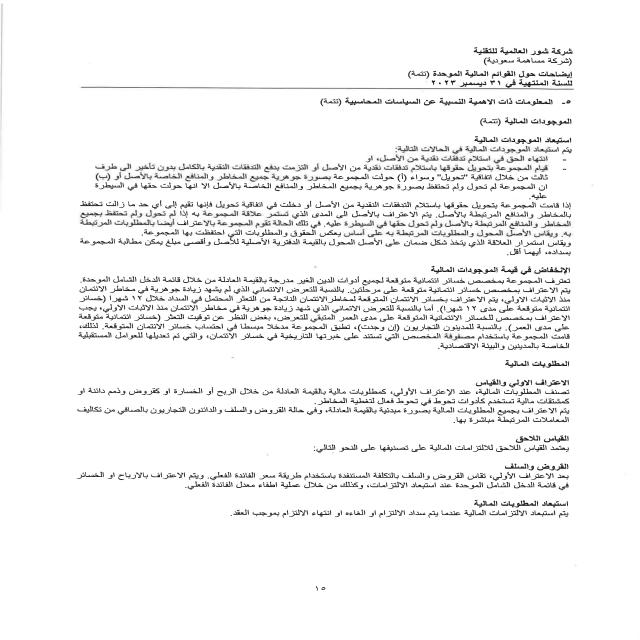 شركة شور العالمية للتقنية
(شركة مساهمة سعودية)
إيضاحات حول القوائم المالية الموحدة (تتمة)
للسنة المنتهية في ٣١ ديسمبر ٢٠٢٣
٥- المعلومات ذات الاهمية النسبية عن السياسات المحاسبية (تتمة)
الموجودات المالية (تتمة)
استبعاد الموجودات المالية
يتم استبعاد الموجودات المالية في الحالات التالية:
- انتهاء الحق في استلام تدفقات نقدية من الأصل، او
- قيام المجموعة بتحويل حقوقها باستلام تدفقات نقدية من الأصل أو التزمت بدفع التدفقات النقدية بالكامل بدون تأخير الى طرف
ثالث من خلال اتفاقية "تحويل" وسواء (أ) حولت المجموعة بصورة جوهرية جميع المخاطر والمنافع الخاصة بالأصل أو (ب)
ان المجموعة لم تحول ولم تحتفظ بصورة جوهرية بجميع المخاطر والمنافع الخاصة بالأصل الا انها حولت حقها في السيطرة
عليه.
إذا قامت المجموعة بتحويل حقوقها باستلام التدفقات النقدية من الأصل أو دخلت في اتفاقية تحويل فإنها تقيم إلى أي حد ما زالت تحتفظ
بالمخاطر والمنافع المرتبطة بالأصل. يتم الاعتراف بالأصل الى المدى الذي تستمر علاقة المجموعة به إذا لم تحول ولم تحتفظ بجميع
المخاطر والمنافع المرتبطة بالأصل ولم تحول حقها في السيطرة عليه. في تلك الحالة تقوم المجموعة بالاعتراف أيضا بالمطلوبات المرتبطة
به. ويقاس الأصل المحول والمطلوبات المرتبطة به على أساس يعكس الحقوق والمطلوبات التي احتفظت بها المجموعة.
ويقاس استمرار العلاقة الذي يتخذ شكل ضمان على الأصل المحول بالقيمة الدفترية الأصلية للأصل وأقصى مبلغ يمكن مطالبة المجموعة
بسداده، أيهما أقل.
الإنخفاض في قيمة الموجودات المالية
تعترف المجموعة بمخصص خسائر ائتمانية متوقعة لجميع أدوات الدين الغير مدرجة بالقيمة العادلة من خلال قائمة الدخل الشامل الموحدة.
يتم الاعتراف بمخصص خسائر ائتمانية متوقعة على مرحلتين. بالنسبة للتعرض الائتماني الذي لم يشهد زيادة جوهرية في مخاطر الائتمان
منذ الاثبات الاولي، يتم الاعتراف بخسائر الائتمان المتوقعة لمخاطر الائتمان الناتجة من التعثر المحتمل في السداد خلال ١٢ شهرا (خسائر
ائتمانية متوقعة على مدى ١٢ شهرا). أما بالنسبة للتعرض الائتماني الذي شهد زيادة جوهرية في مخاطر الائتمان منذ الاثبات الاولي، يجب
الاعتراف بمخصص للخسائر الائتمانية المتوقعة على مدى العمر المتبقي للتعرض، بغض النظر عن توقيت التعثر (خسائر ائتمانية متوقعة
على مدى العمر). بالنسبة للمدينون التجاريون (إن وجدت)، تطبق المجموعة مدخلا مبسطا في احتساب خسائر الائتمان المتوقعة. لذلك،
قامت المجموعة باستخدام مصفوفة المخصص التي تستند على خبرتها التاريخية في خسائر الائتمان، والتي تم تعديلها للعوامل المستقبلية
الخاصة بالمدينين والبيئة الاقتصادية.
المطلوبات المالية
الاعتراف الاولي والقياس
تصنف المطلوبات المالية، عند الاعتراف الأولي، كمطلوبات مالية بالقيمة العادلة من خلال الربح أو الخسارة او كقروض وذمم دائنة او
كمشتقات مالية تستخدم كأدوات تحوط في تحوط فعال لتغطية المخاطر.
يتم الاعتراف بجميع المطلوبات المالية بصورة مبدئية بالقيمة العادلة، وفي حالة القروض والسلف والدائنون التجاريون بالصافي من تكاليف
المعاملات المرتبطة مباشرة بها.
القياس اللاحق
يعتمد القياس اللاحق للالتزامات المالية على تصنيفها على النحو التالي:
القروض والسلف
بعد الاعتراف الأولي، تقاس القروض والسلف بالتكلفة المستنفدة باستخدام طريقة سعر الفائدة الفعلي. ويتم الاعتراف بالارباح او الخسائر
في قائمة الدخل الشامل الموحدة عند استبعاد الالتزامات، وكذلك من خلال عملية اطفاء معدل الفائدة الفعلي.
استبعاد المطلوبات المالية
يتم استبعاد الالتزامات المالية عندما يتم سداد الالتزام او الغاءه او انتهاء الالتزام بموجب العقد.
١٥